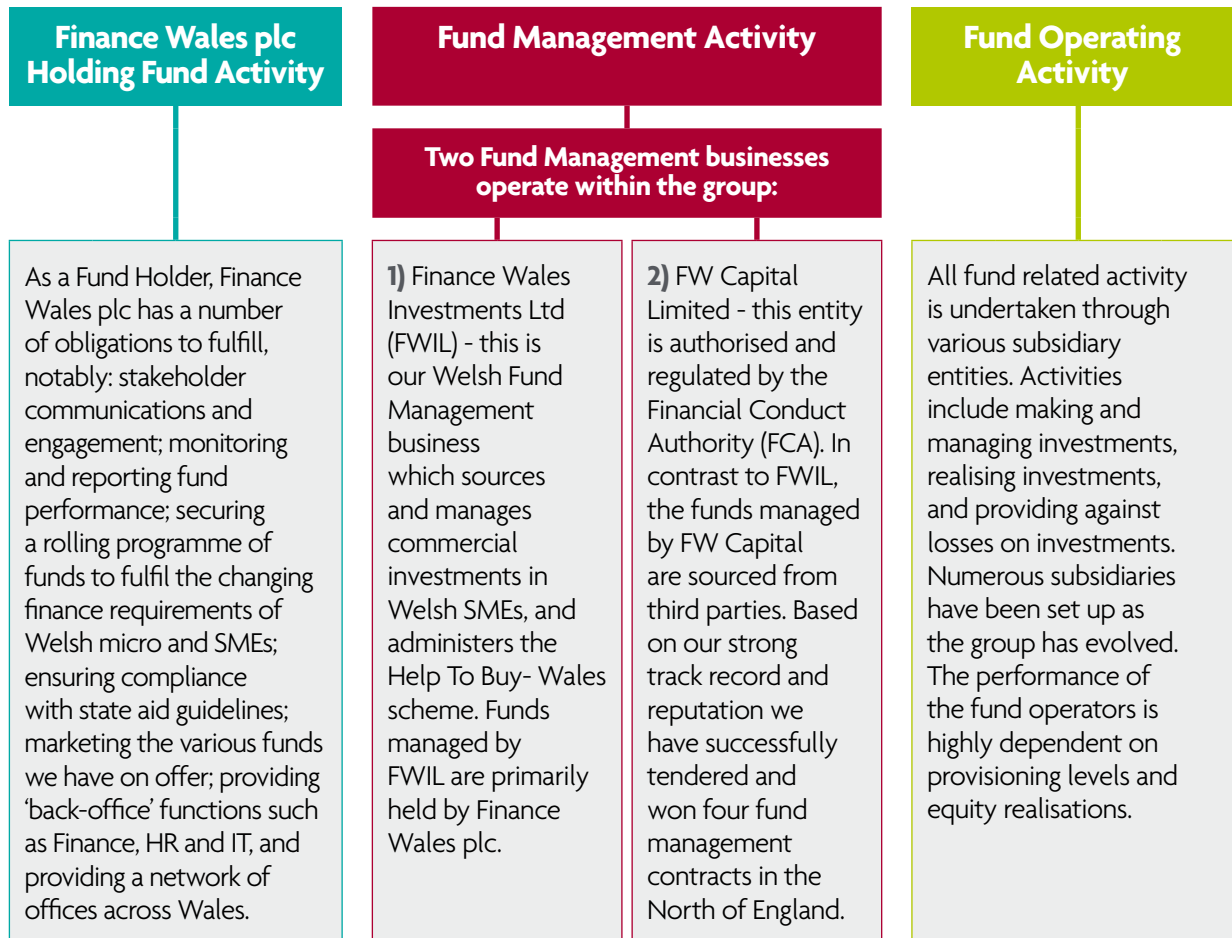 Finance Wales plc
Holding Fund Activity
As a Fund Holder, Finance
Wales plc has a number
of obligations to fulfill,
notably: stakeholder
communications and
engagement; monitoring
and reporting fund
performance; securing
a rolling programme of
funds to fulfil the changing
finance requirements of
Welsh micro and SMEs;
ensuring compliance
with state aid guidelines;
marketing the various funds
we have on offer; providing
‘back-office’ functions such
as Finance, HR and IT, and
providing a network of
offices across Wales.
Fund Management Activity
Two Fund Management businesses
operate within the group:
1) Finance Wales
Investments Ltd
(FWIL) - this is
our Welsh Fund
Management
business
which sources
and manages
commercial
investments in
Welsh SMEs, and
administers the
Help To Buy- Wales
scheme. Funds
managed by
FWIL are primarily
held by Finance
Wales plc.
2) FW Capital
Limited - this entity
is authorised and
regulated by the
Financial Conduct
Authority (FCA). In
contrast to FWIL,
the funds managed
by FW Capital
are sourced from
third parties. Based
on our strong
track record and
reputation we
have successfully
tendered and
won four fund
management
contracts in the
North of England.
Fund Operating
Activity
All fund related activity
is undertaken through
various subsidiary
entities. Activities
include making and
managing investments,
realising investments,
and providing against
losses on investments.
Numerous subsidiaries
have been set up as
the group has evolved.
The performance of
the fund operators is
highly dependent on
provisioning levels and
equity realisations.